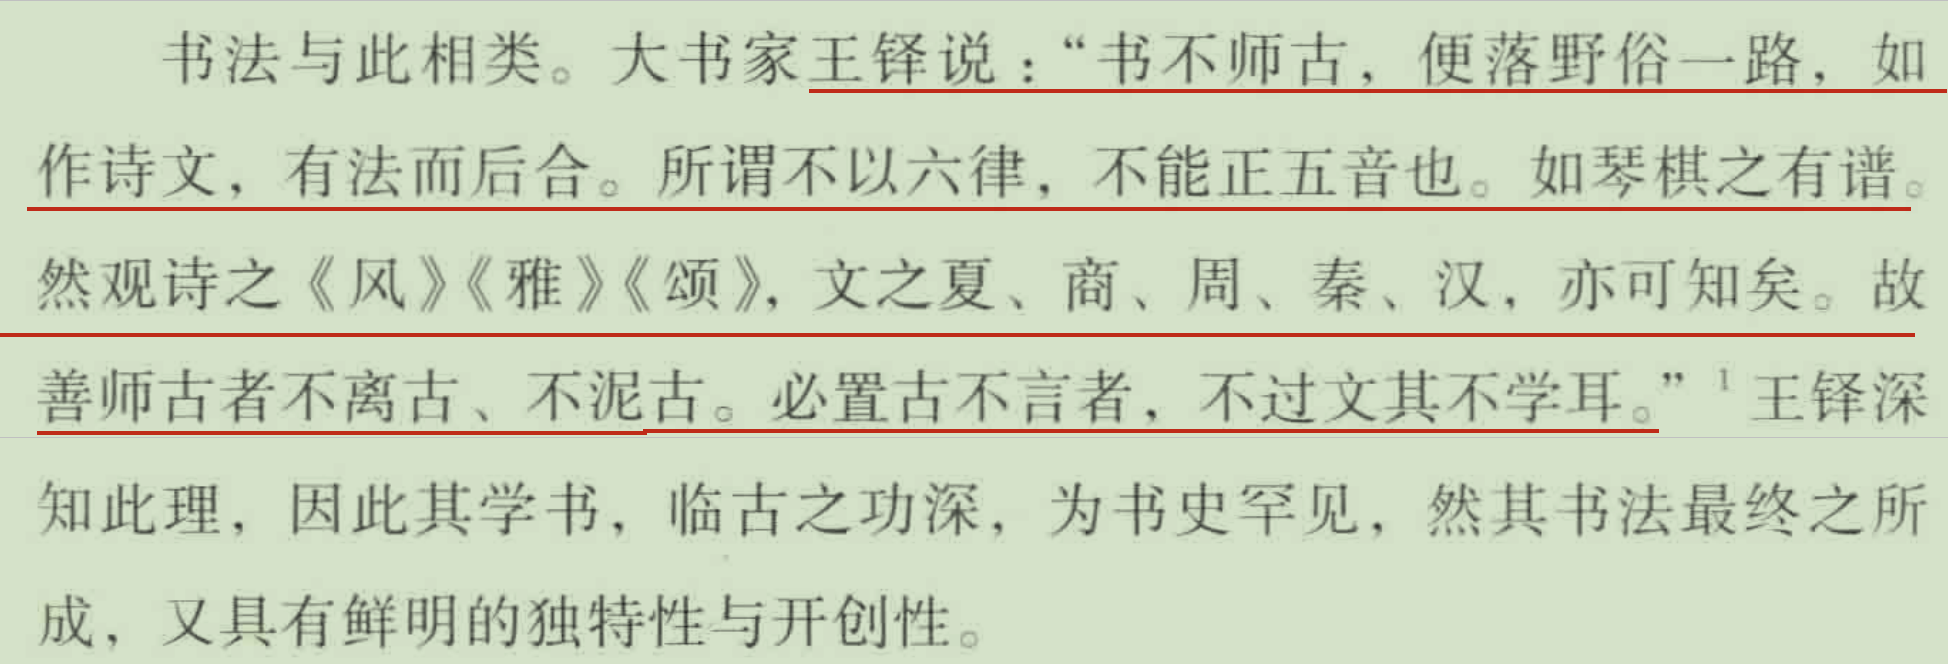 书法与此相类。大书家王铎说：“书不师古，便落野俗一路，如
作诗文，有法而后合。所谓不以六律，不能正五音也。如琴棋之有谱。
然观诗之《风》《雅》《颂》，文之夏、商、周、秦、汉，亦可知矣。故
善师古者不离古、不泥古。必置古不言者，不过文其不学耳。”1 王铎深
知此理，因此其学书，临古之功深，为书史罕见，然其书法最终之所
成，又具有鲜明的独特性与开创性。